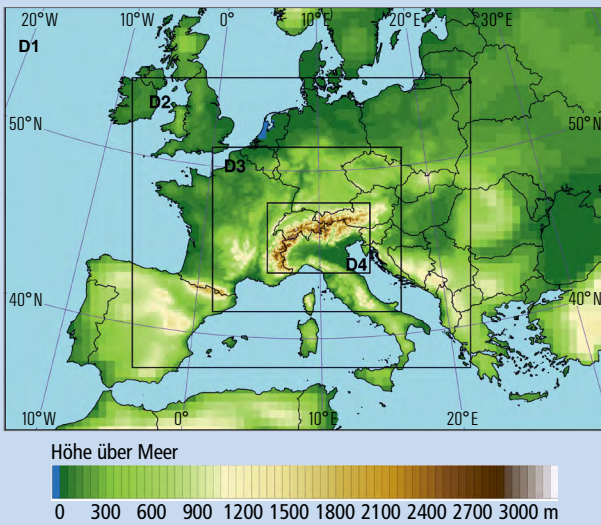 20°W 10°W 0° 10°E 20°E 30°E
D1
D2
50°N 50°N
D3
D4
40°N 40°N
10°W 0° 10°E 20°E
Höhe über Meer
0 300 600 900 1200 1500 1800 2100 2400 2700 3000 m